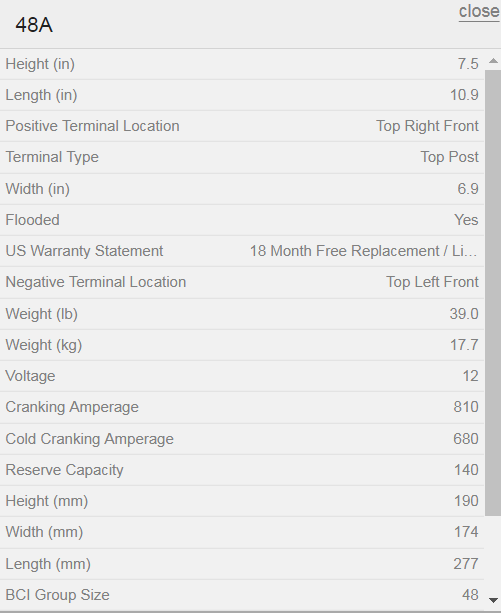 close
48A
Height (in) 7.5
Length (in) 10.9
Positive Terminal Location Top Right Front
Terminal Type Top Post
Width (in) 6.9
Flooded Yes
US Warranty Statement 18 Month Free Replacement / Li...
Negative Terminal Location Top Left Front
Weight (lb) 39.0
Weight (kg) 17.7
Voltage 12
Cranking Amperage 810
Cold Cranking Amperage 680
Reserve Capacity 140
Height (mm) 190
Width (mm) 174
Length (mm) 277
BCI Group Size 48